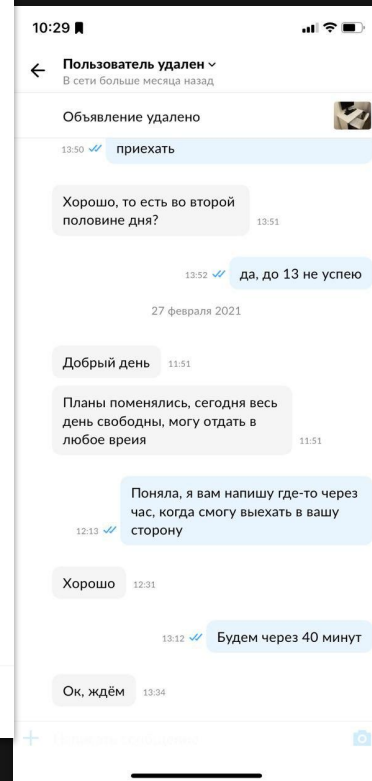 10:29
Пользователь удален
В сети больше месяца назад
Объявление удалено
13:50 приехать
Хорошо, то есть во второй
половине дня? 13:51
13:52 да, до 13 не успею
27 февраля 2021
Добрый день 11:51
Планы поменялись, сегодня весь
день свободны, могу отдать в
любое вреия 11:51
Поняла, я вам напишу где-то через
час, когда смогу выехать в вашу
12:13 сторону
Хорошо 12:31
13:12 Будем через 40 минут
Ок, ждём 13:34